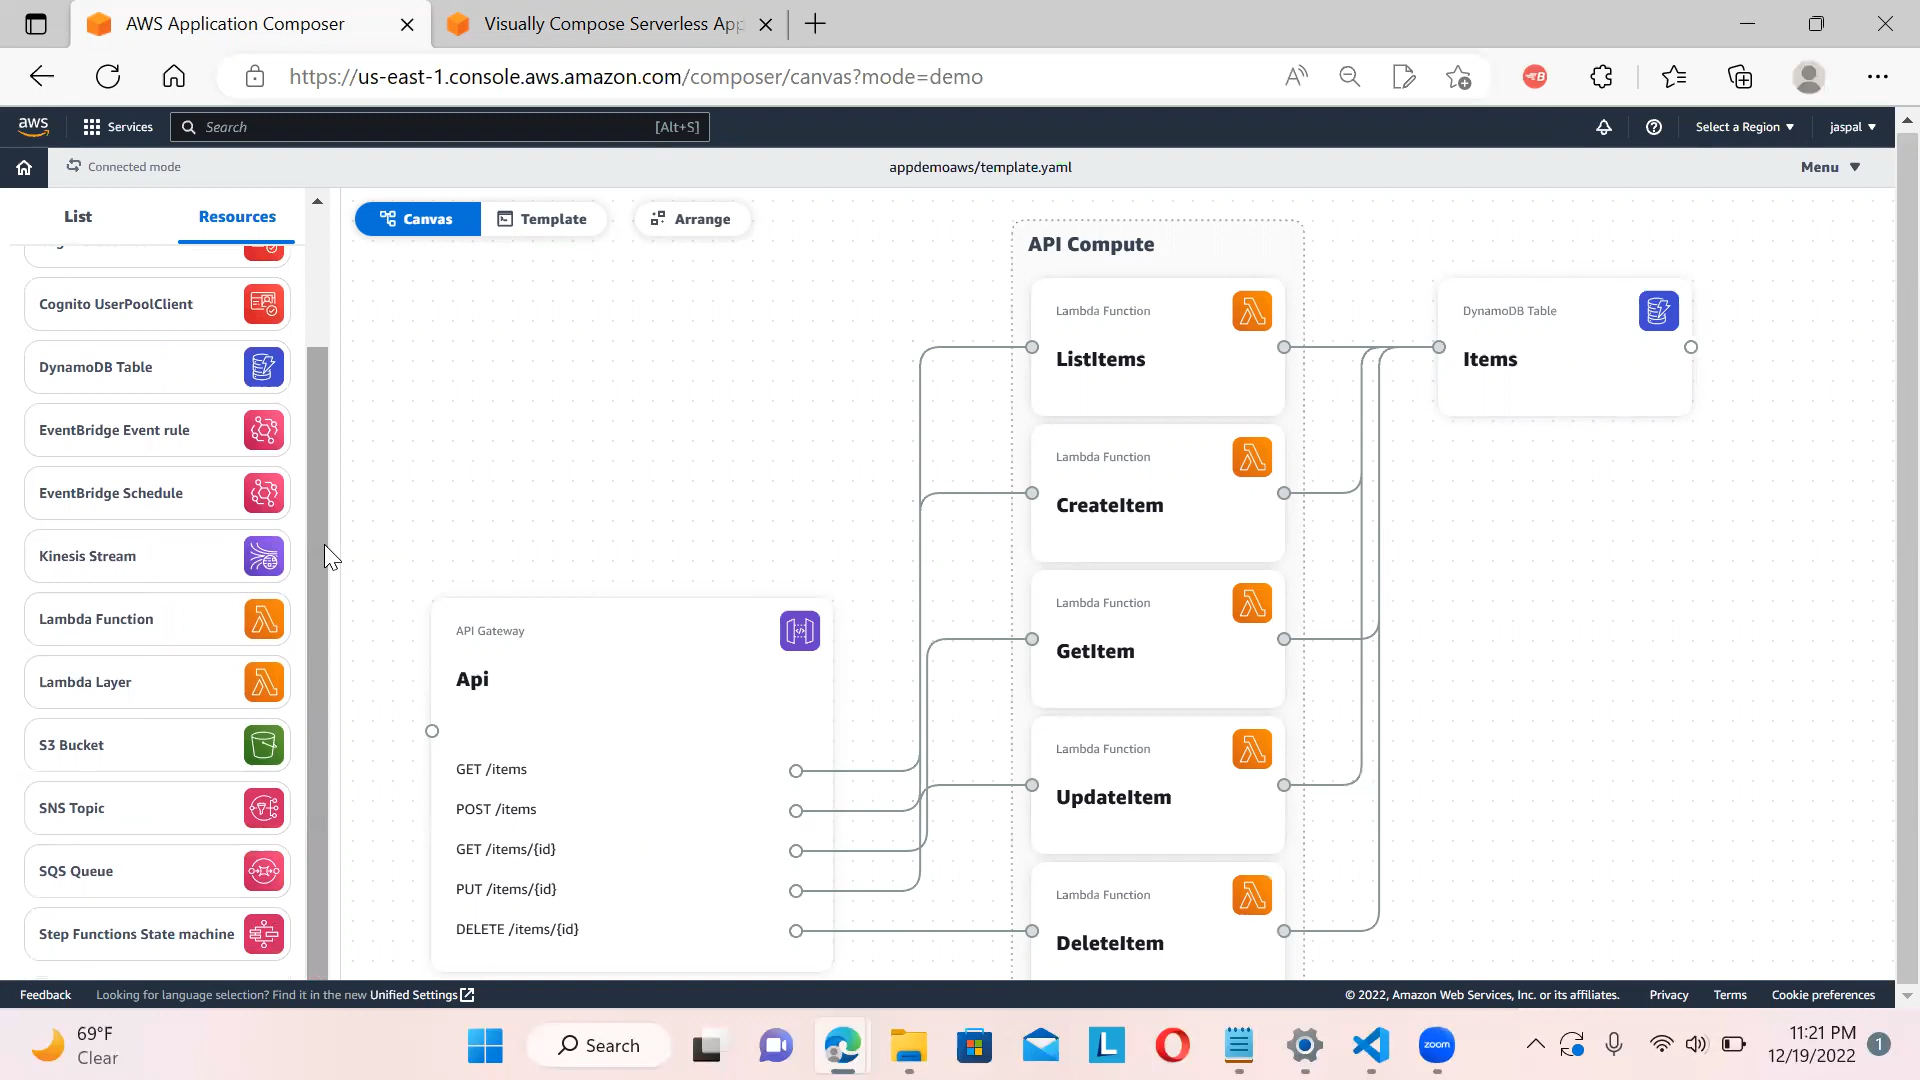 AWS Application Composer
Visually Compose Serverless App
https://us-east-1.console.aws.amazon.com/composer/canvas?mode=demo
aws
Services
Search
[Alt+S]
Select a Region
jaspal
Connected mode
appdemoaws/template.yaml
Menu
List
Resources
Canvas
Template
Arrange
Cognito UserPoolClient
DynamoDB Table
EventBridge Event rule
EventBridge Schedule
Kinesis Stream
Lambda Function
Lambda Layer
S3 Bucket
SNS Topic
SQS Queue
Step Functions State machine
API Gateway
Api
GET /items
POST /items
GET /items/{id}
PUT /items/{id}
DELETE /items/{id}
API Compute
Lambda Function
ListItems
Lambda Function
CreateItem
Lambda Function
GetItem
Lambda Function
UpdateItem
Lambda Function
DeleteItem
DynamoDB Table
Items
Feedback
Looking for language selection? Find it in the new Unified Settings
© 2022, Amazon Web Services, Inc. or its affiliates.
Privacy
Terms
Cookie preferences
69°F
Clear
Search
L
zoom
11:21 PM
12/19/2022
1